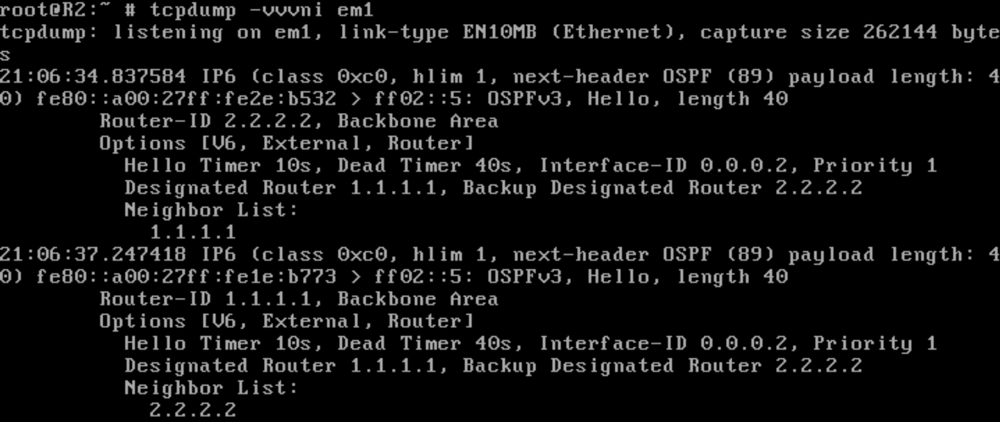 root@R2:~ # tcpdump -vvvni em1
tcpdump: listening on em1, link-type EN10MB (Ethernet), capture size 262144 byte
s
21:06:34.837584 IP6 (class 0xc0, hlim 1, next-header OSPF (89) payload length: 4
0) fe80::a00:27ff:fe2e:b532 > ff02::5: OSPFv3, Hello, length 40
        Router-ID 2.2.2.2, Backbone Area
        Options [V6, External, Router]
          Hello Timer 10s, Dead Timer 40s, Interface-ID 0.0.0.2, Priority 1
          Designated Router 1.1.1.1, Backup Designated Router 2.2.2.2
          Neighbor List:
            1.1.1.1
21:06:37.247418 IP6 (class 0xc0, hlim 1, next-header OSPF (89) payload length: 4
0) fe80::a00:27ff:fe1e:b773 > ff02::5: OSPFv3, Hello, length 40
        Router-ID 1.1.1.1, Backbone Area
        Options [V6, External, Router]
          Hello Timer 10s, Dead Timer 40s, Interface-ID 0.0.0.2, Priority 1
          Designated Router 1.1.1.1, Backup Designated Router 2.2.2.2
          Neighbor List:
            2.2.2.2